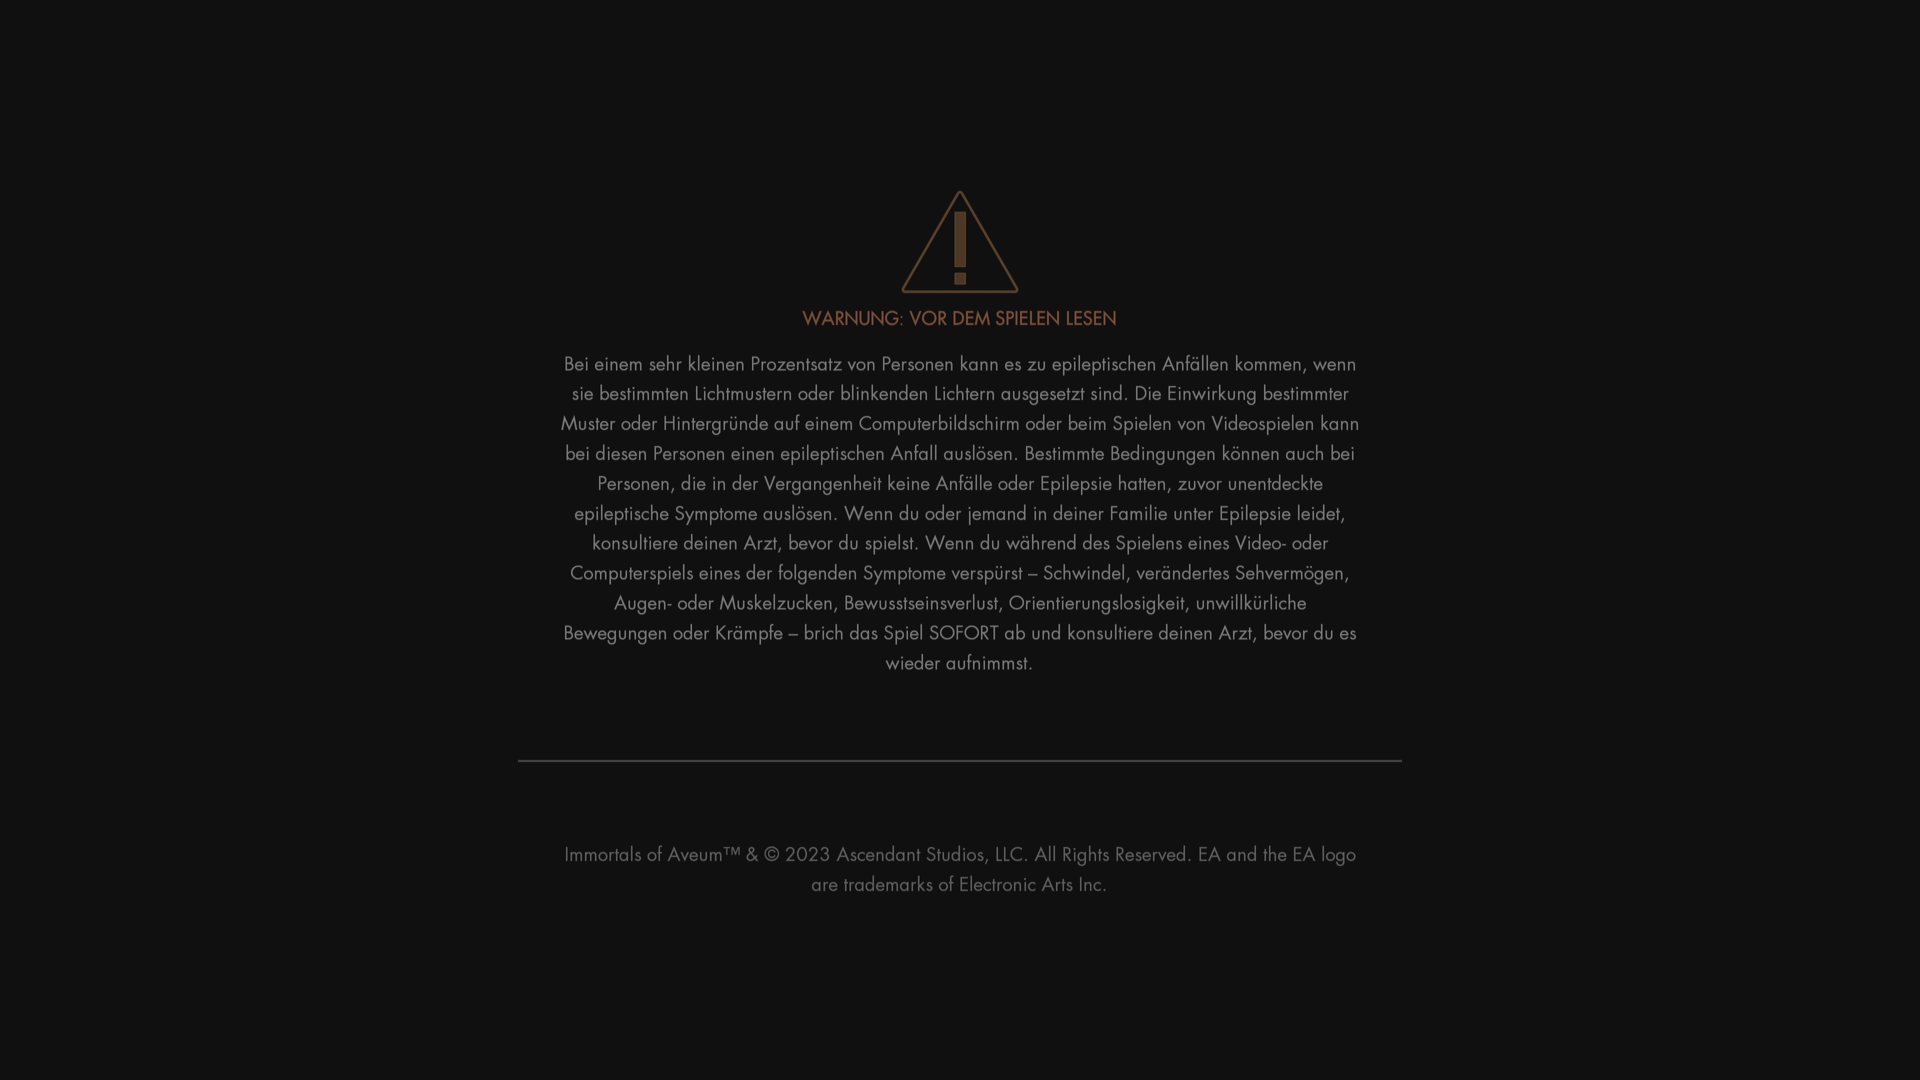 WARNUNG: VOR DEM SPIELEN LESEN
Bei einem sehr kleinen Prozentsatz von Personen kann es zu epileptischen Anfällen kommen, wenn
sie bestimmten Lichtmustern oder blinkenden Lichtern ausgesetzt sind. Die Einwirkung bestimmter
Muster oder Hintergründe auf einem Computerbildschirm oder beim Spielen von Videospielen kann
bei diesen Personen einen epileptischen Anfall auslösen. Bestimmte Bedingungen können auch bei
Personen, die in der Vergangenheit keine Anfälle oder Epilepsie hatten, zuvor unentdeckte
epileptische Symptome auslösen. Wenn du oder jemand in deiner Familie unter Epilepsie leidet,
konsultiere deinen Arzt, bevor du spielst. Wenn du während des Spielens eines Video- oder
Computerspiels eines der folgenden Symptome verspürst – Schwindel, verändertes Sehvermögen,
Augen- oder Muskelzucken, Bewusstseinsverlust, Orientierungslosigkeit, unwillkürliche
Bewegungen oder Krämpfe – brich das Spiel SOFORT ab und konsultiere deinen Arzt, bevor du es
wieder aufnimmst.
Immortals of Aveum™ & © 2023 Ascendant Studios, LLC. All Rights Reserved. EA and the EA logo
are trademarks of Electronic Arts Inc.